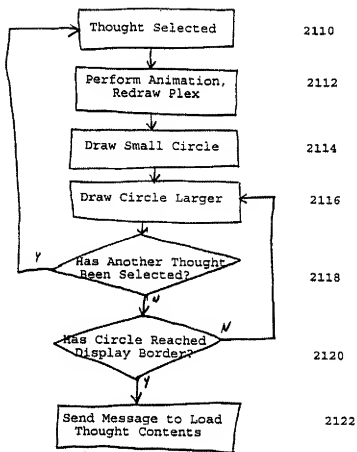 Thought Selected 2110
Perform Animation,
Redraw Plex 2112
Draw Small Circle 2114
Draw Circle Larger 2116
Has Another Thought
Been Selected? 2118
Y
N
Has Circle Reached
Display Border? 2120
N
Y
Send Message to Load
Thought Contents 2122